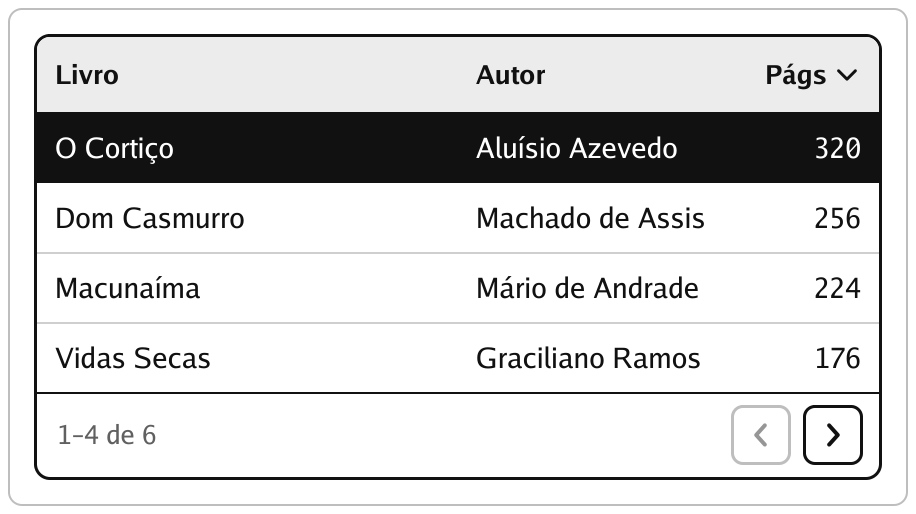 Livro Autor Págs
O Cortiço Aluísio Azevedo 320
Dom Casmurro Machado de Assis 256
Macunaíma Mário de Andrade 224
Vidas Secas Graciliano Ramos 176
1–4 de 6